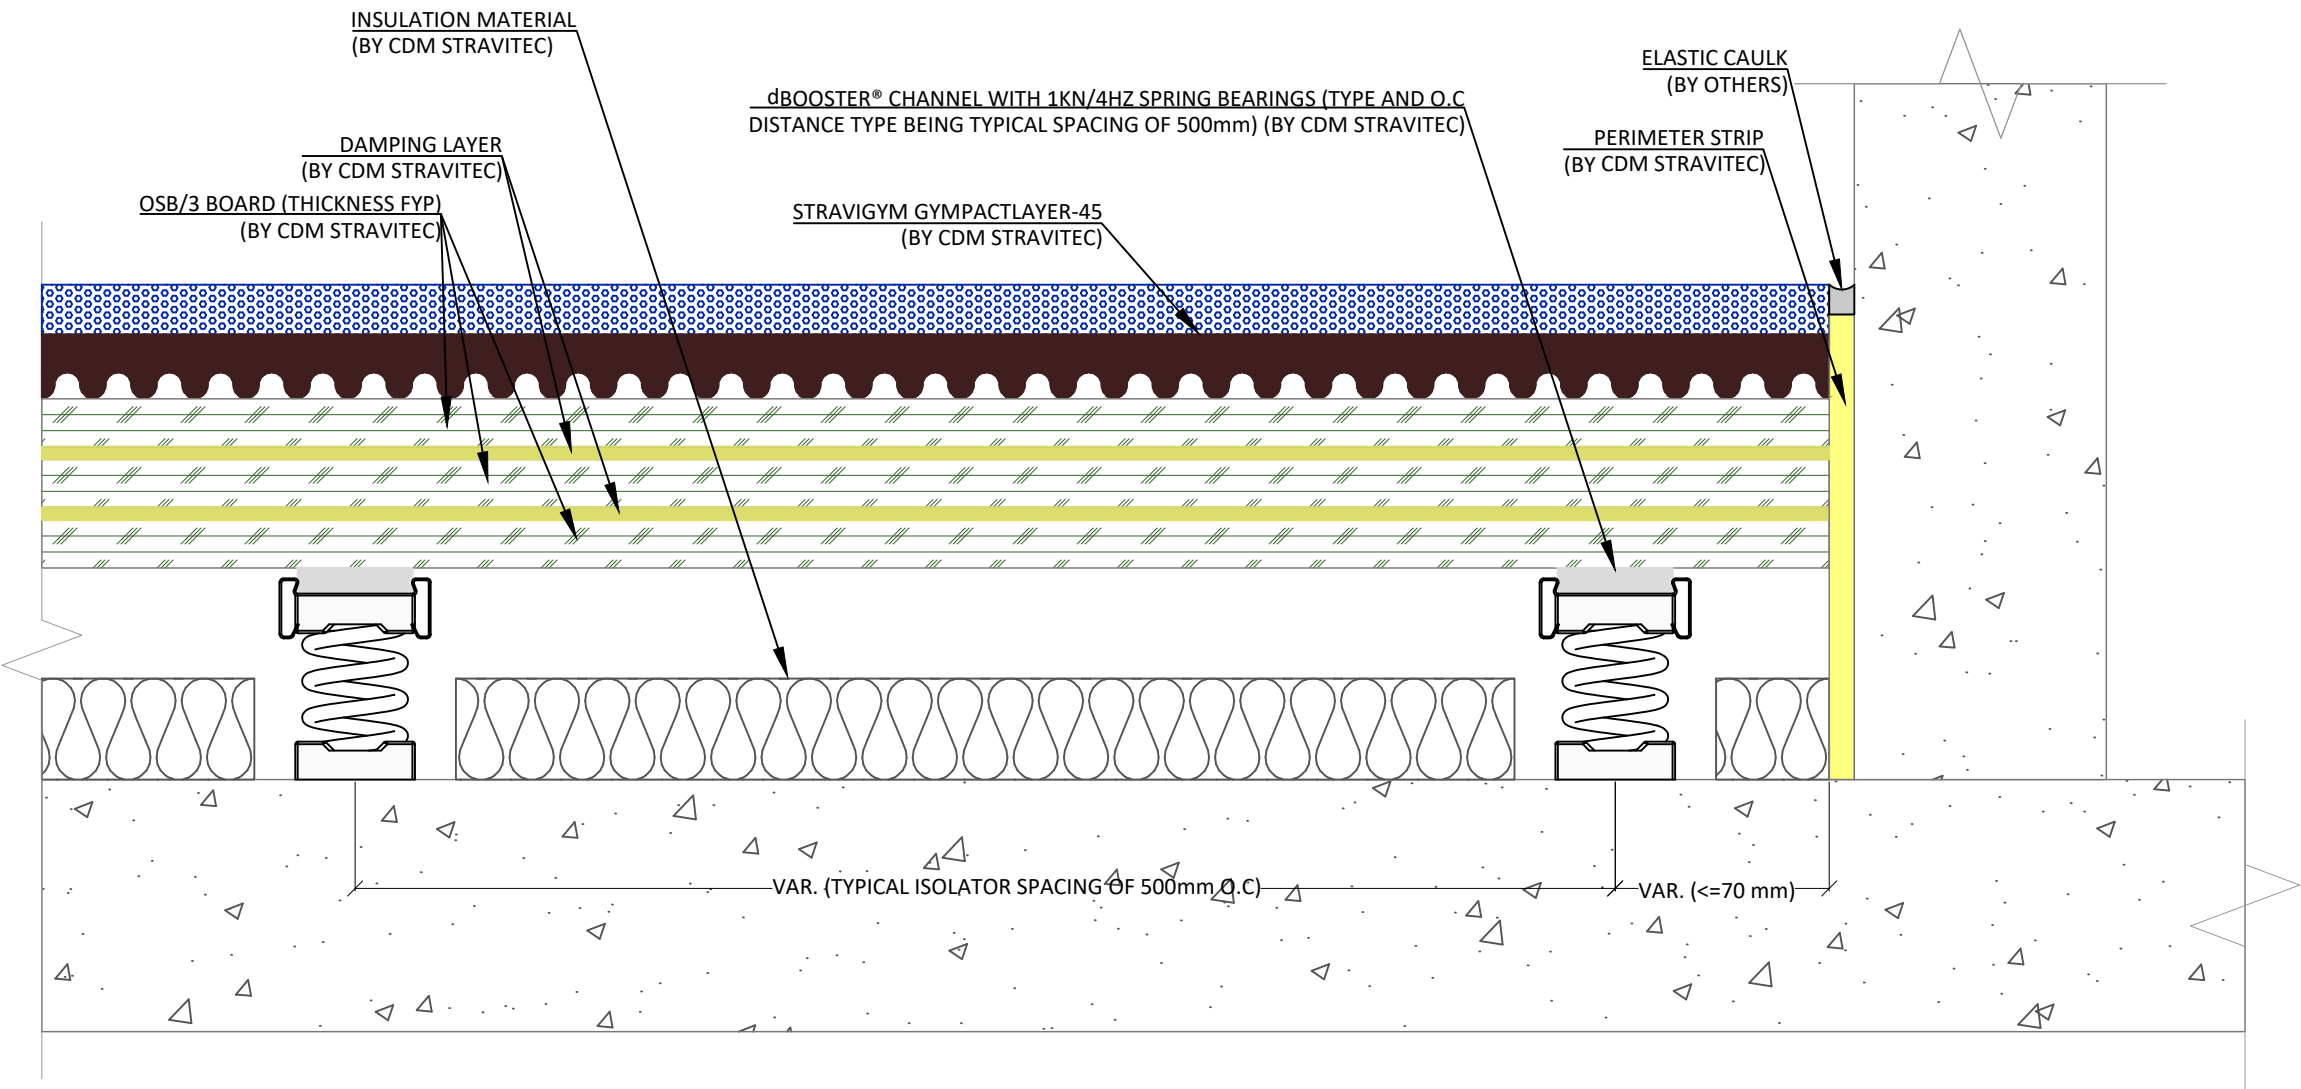 INSULATION MATERIAL
(BY CDM STRAVITEC)
ELASTIC CAULK
(BY OTHERS)
dBOOSTER® CHANNEL WITH 1KN/4HZ SPRING BEARINGS (TYPE AND O.C
DISTANCE TYPE BEING TYPICAL SPACING OF 500mm) (BY CDM STRAVITEC)
DAMPING LAYER
(BY CDM STRAVITEC)
PERIMETER STRIP
(BY CDM STRAVITEC)
OSB/3 BOARD (THICKNESS FYP)
(BY CDM STRAVITEC)
STRAVIGYM GYMPACTLAYER-45
(BY CDM STRAVITEC)
VAR. (TYPICAL ISOLATOR SPACING OF 500mm O.C)
VAR. (<=70 mm)